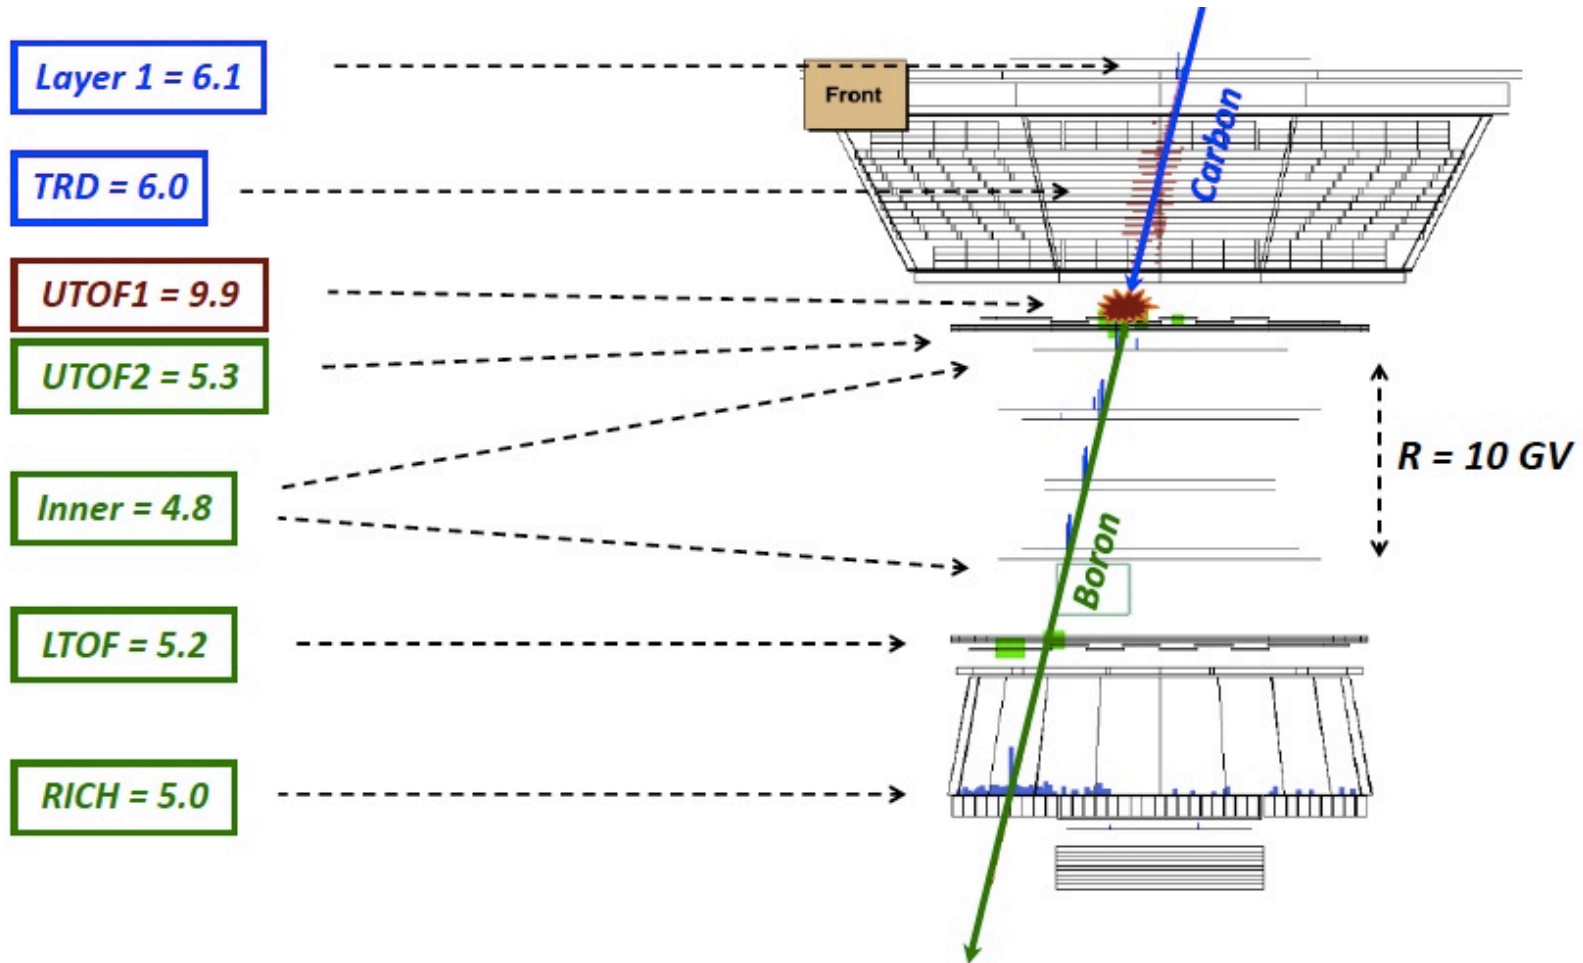 Layer 1 = 6.1
Front
TRD = 6.0
Carbon
UTOF1 = 9.9
UTOF2 = 5.3
R = 10 GV
Inner = 4.8
Boron
LTOF = 5.2
RICH = 5.0